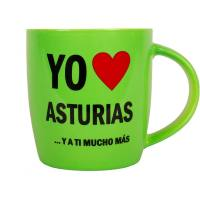 YO ❤
ASTURIAS
...Y A TI MUCHO MÁS